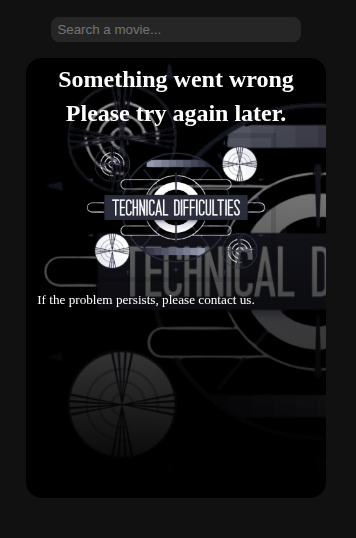 Search a movie...
Something went wrong
Please try again later.
TECHNICAL DIFFICULTIES
TECHNICAL D
If the problem persists, please contact us.